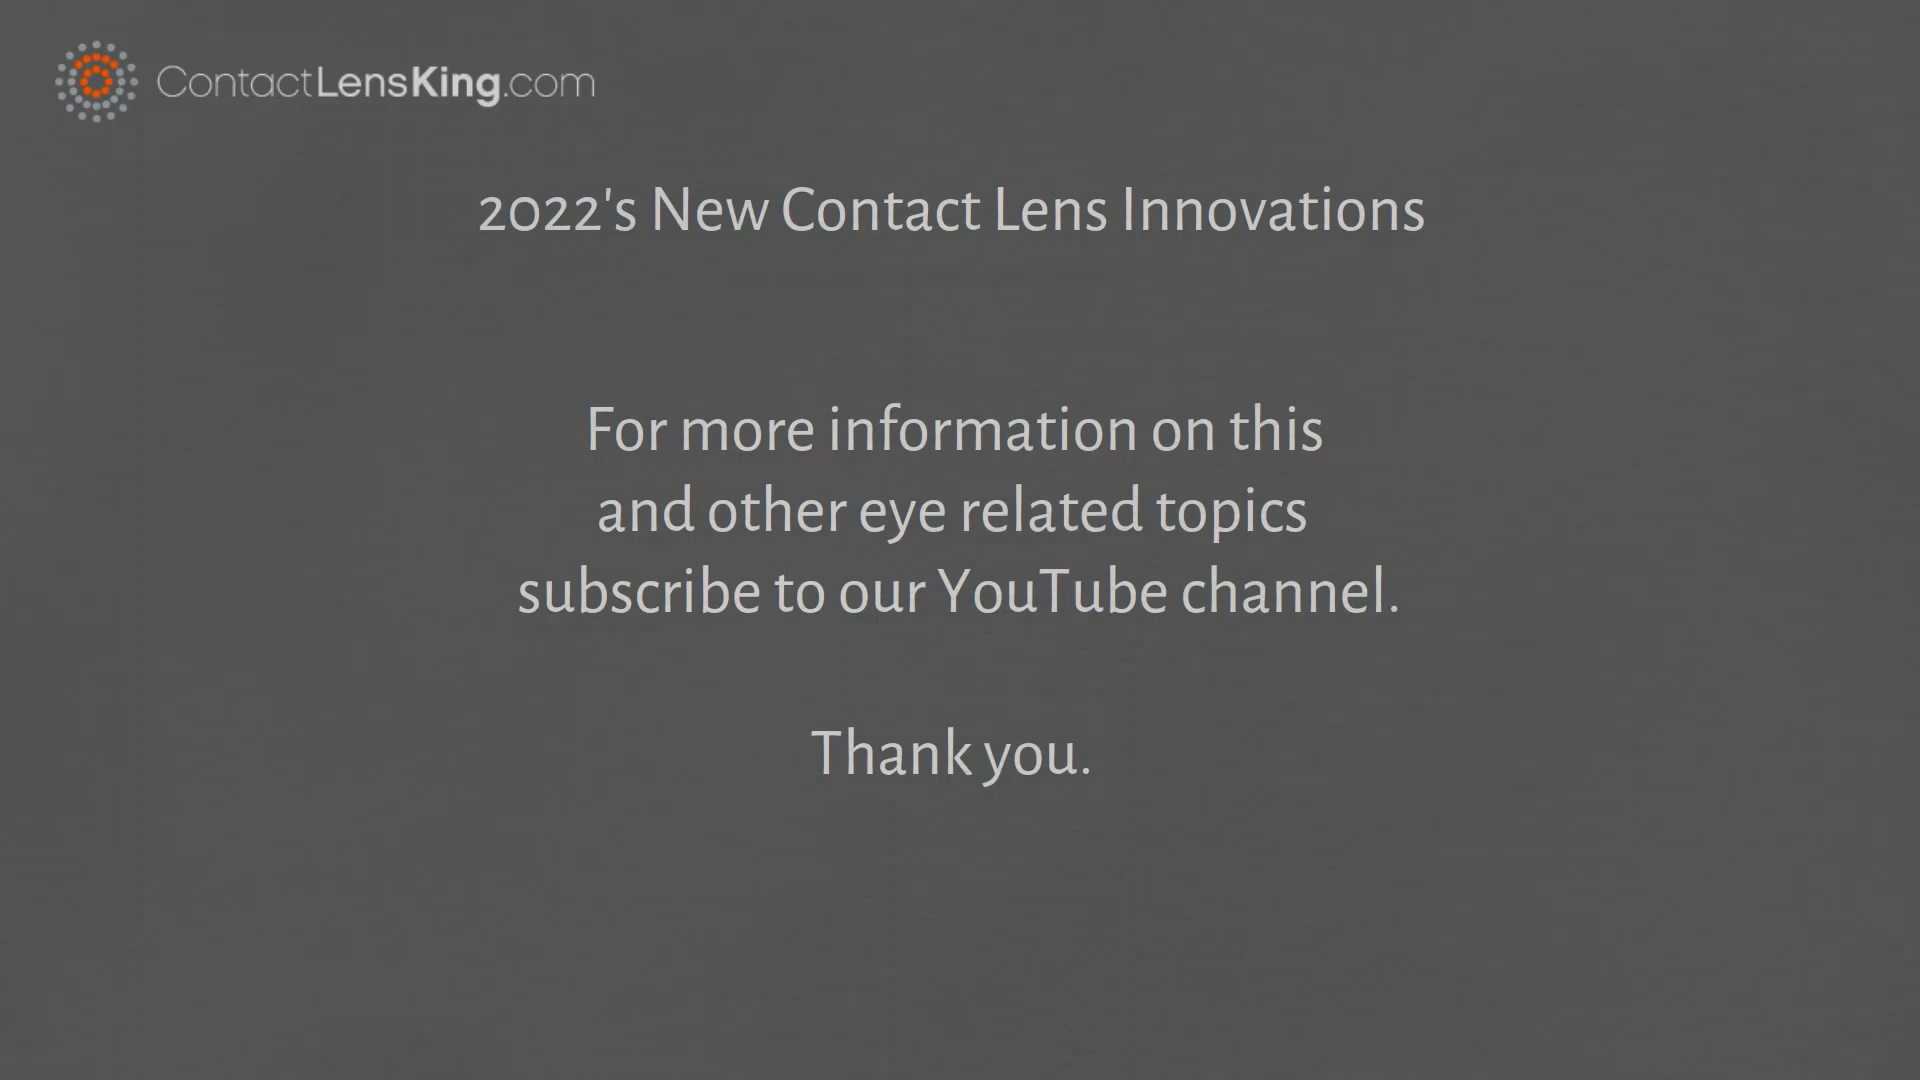 ContactLensKing.com
2022's New Contact Lens Innovations
For more information on this
and other eye related topics
subscribe to our YouTube channel.
Thank you.